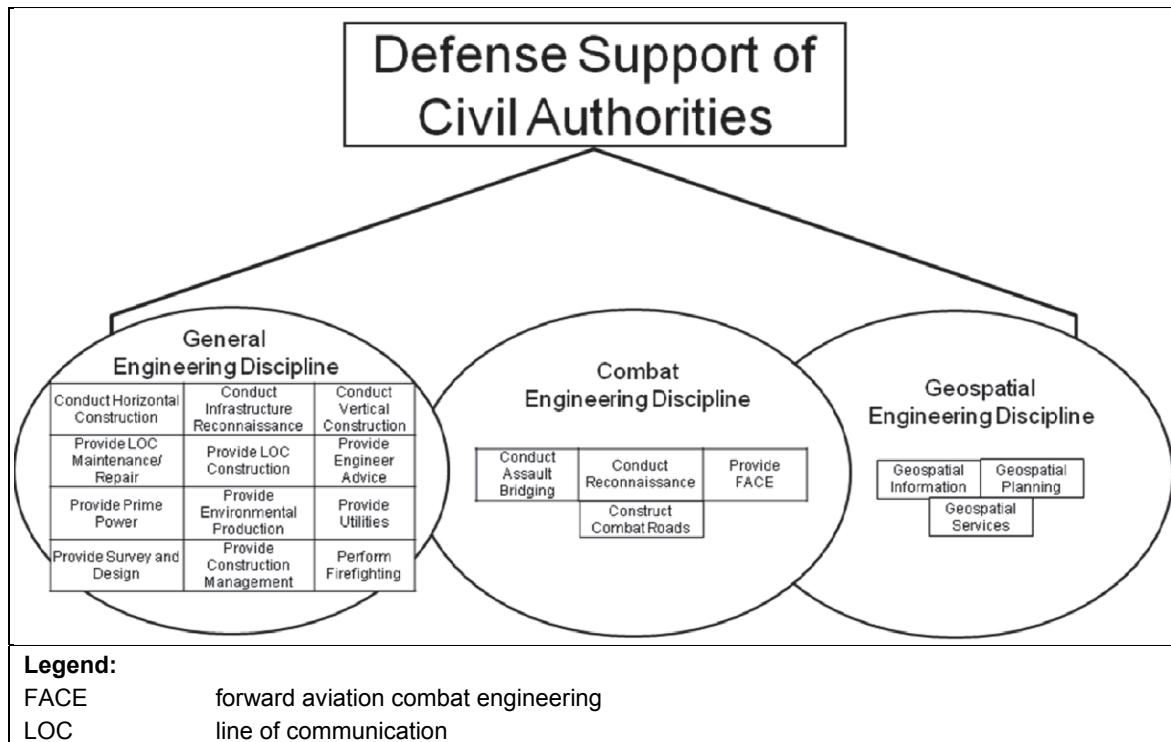 Defense Support of
Civil Authorities
General
Engineering Discipline
Conduct Horizontal
Construction
Conduct
Infrastructure
Reconnaissance
Conduct
Vertical
Construction
Provide LOC
Maintenance/
Repair
Provide LOC
Construction
Provide
Engineer
Advice
Provide Prime
Power
Provide
Environmental
Production
Provide
Utilities
Provide Survey and
Design
Provide
Construction
Management
Perform
Firefighting
Combat
Engineering Discipline
Conduct
Assault
Bridging
Conduct
Reconnaissance
Provide
FACE
Construct
Combat Roads
Geospatial
Engineering Discipline
Geospatial
Information
Geospatial
Planning
Geospatial
Services
Legend:
FACE forward aviation combat engineering
LOC line of communication